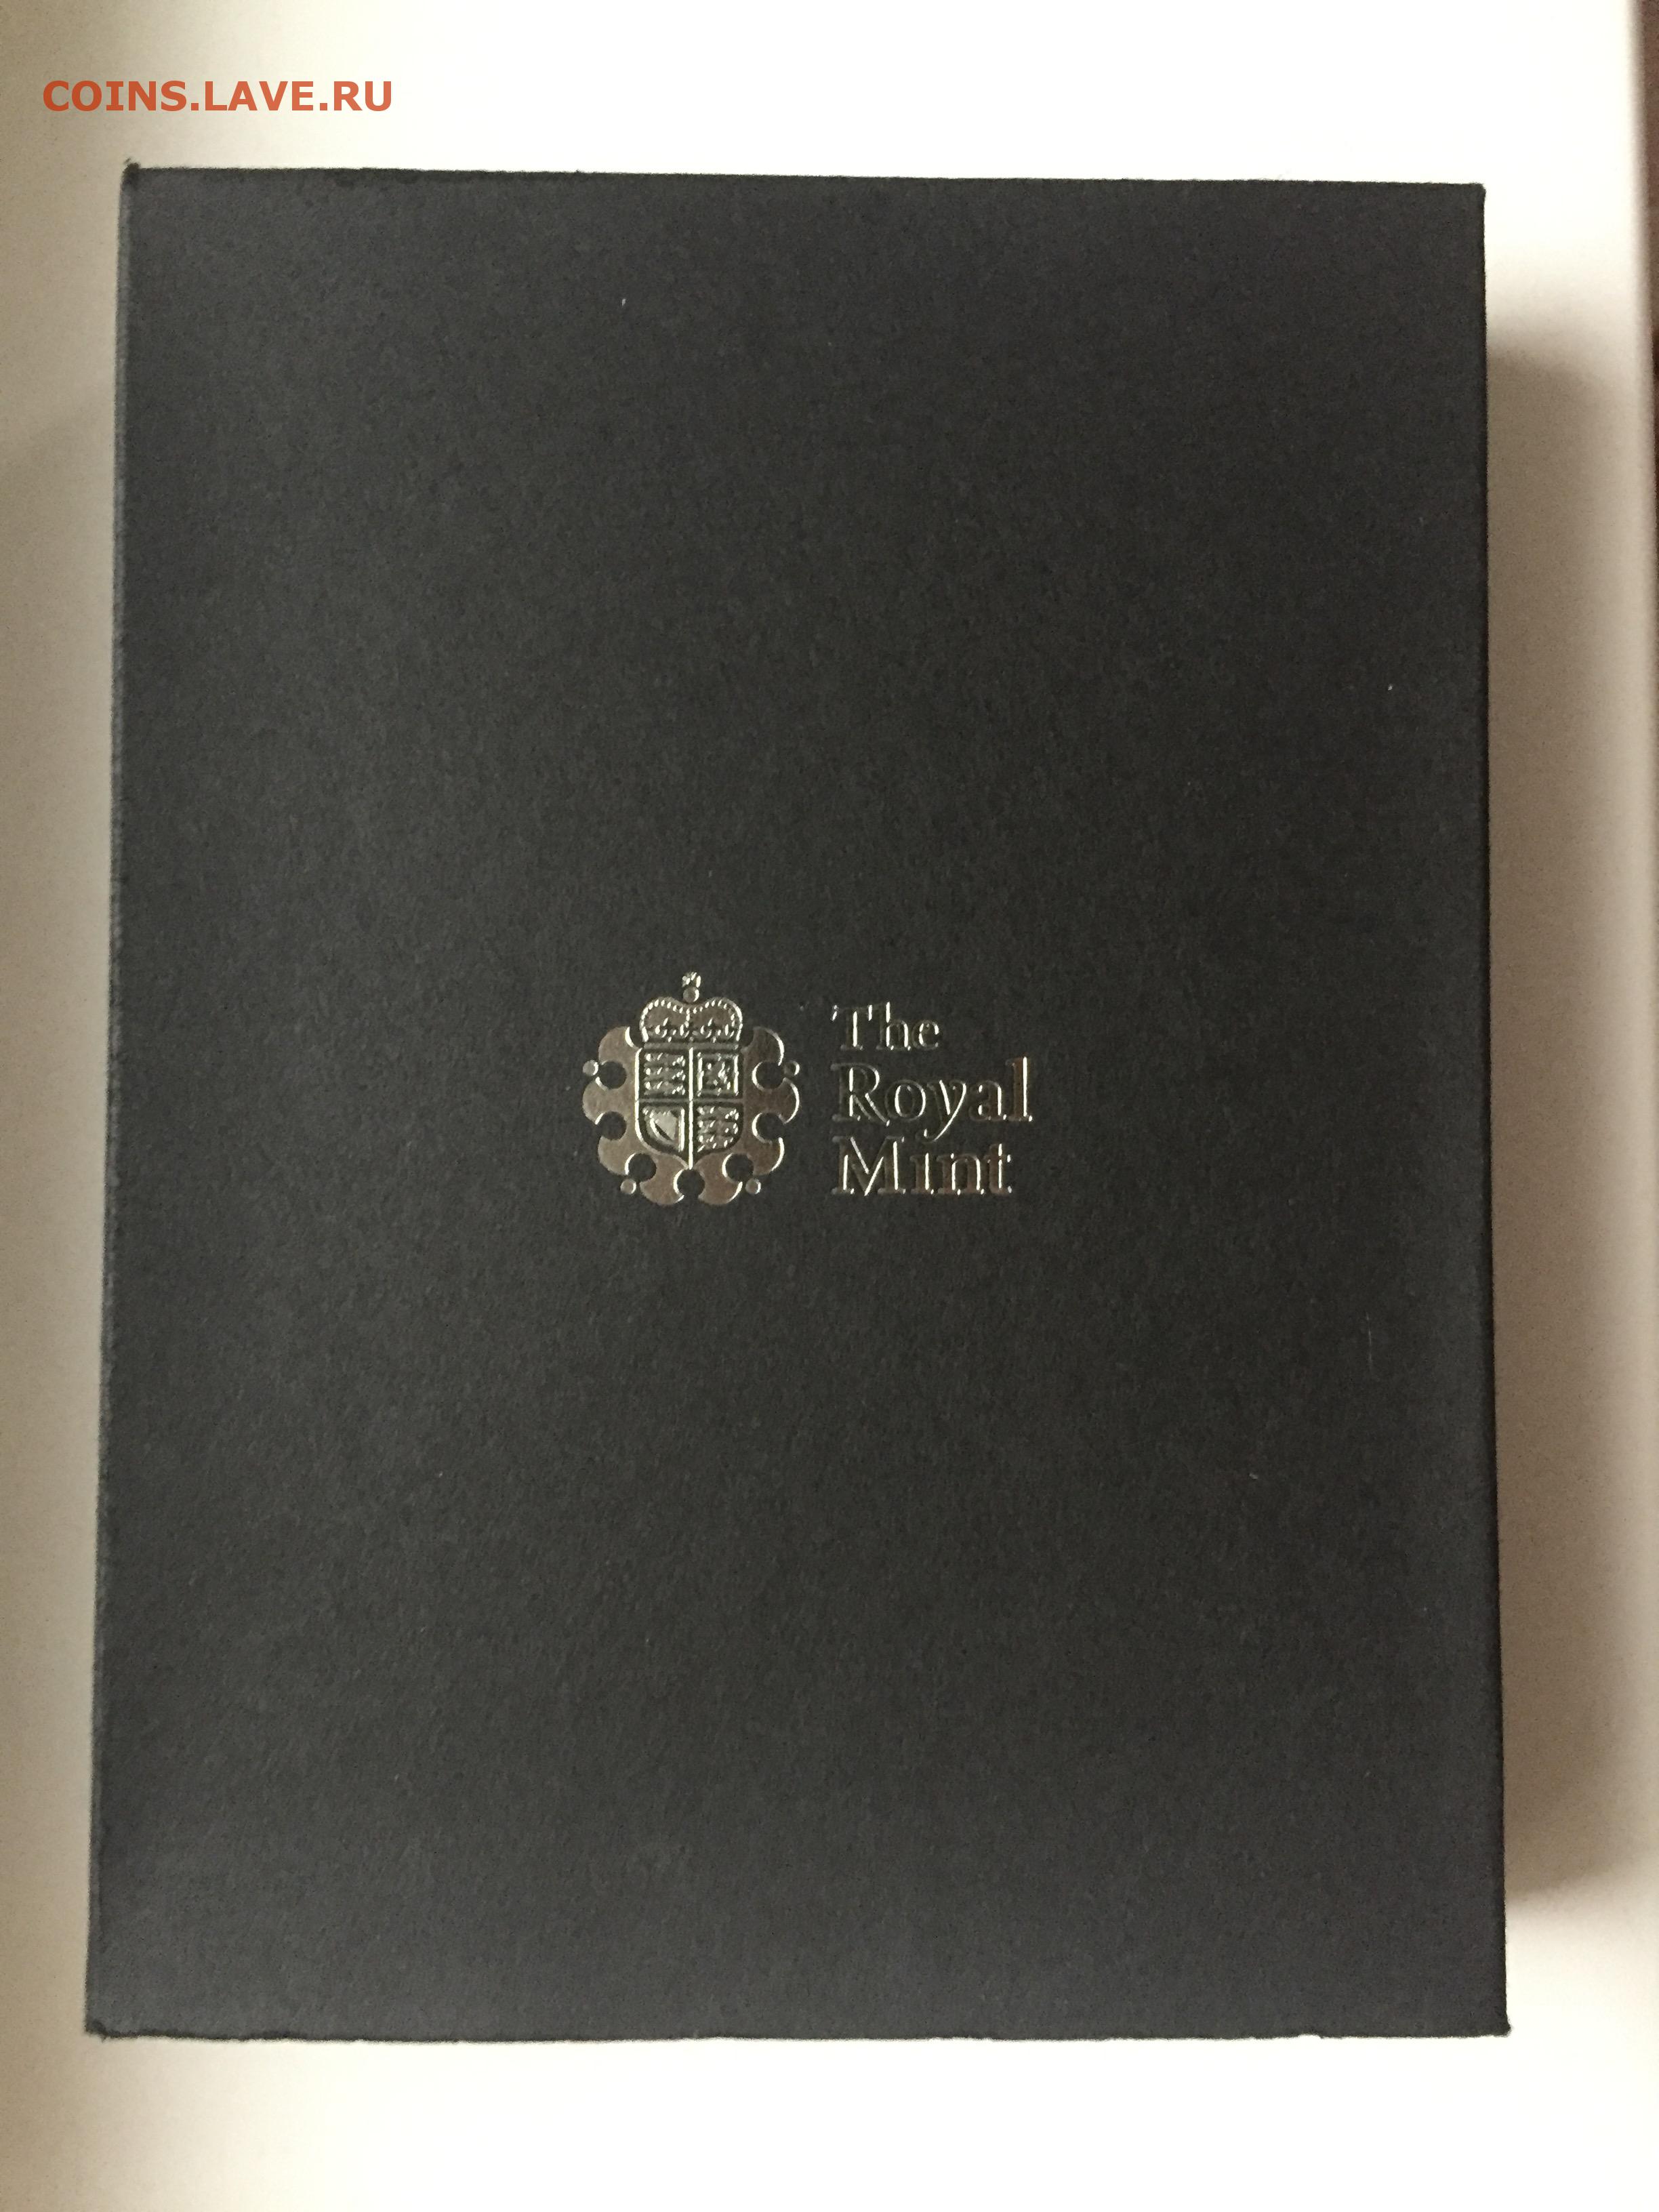 COINS.LAVE.RU
The
Royal
Mint